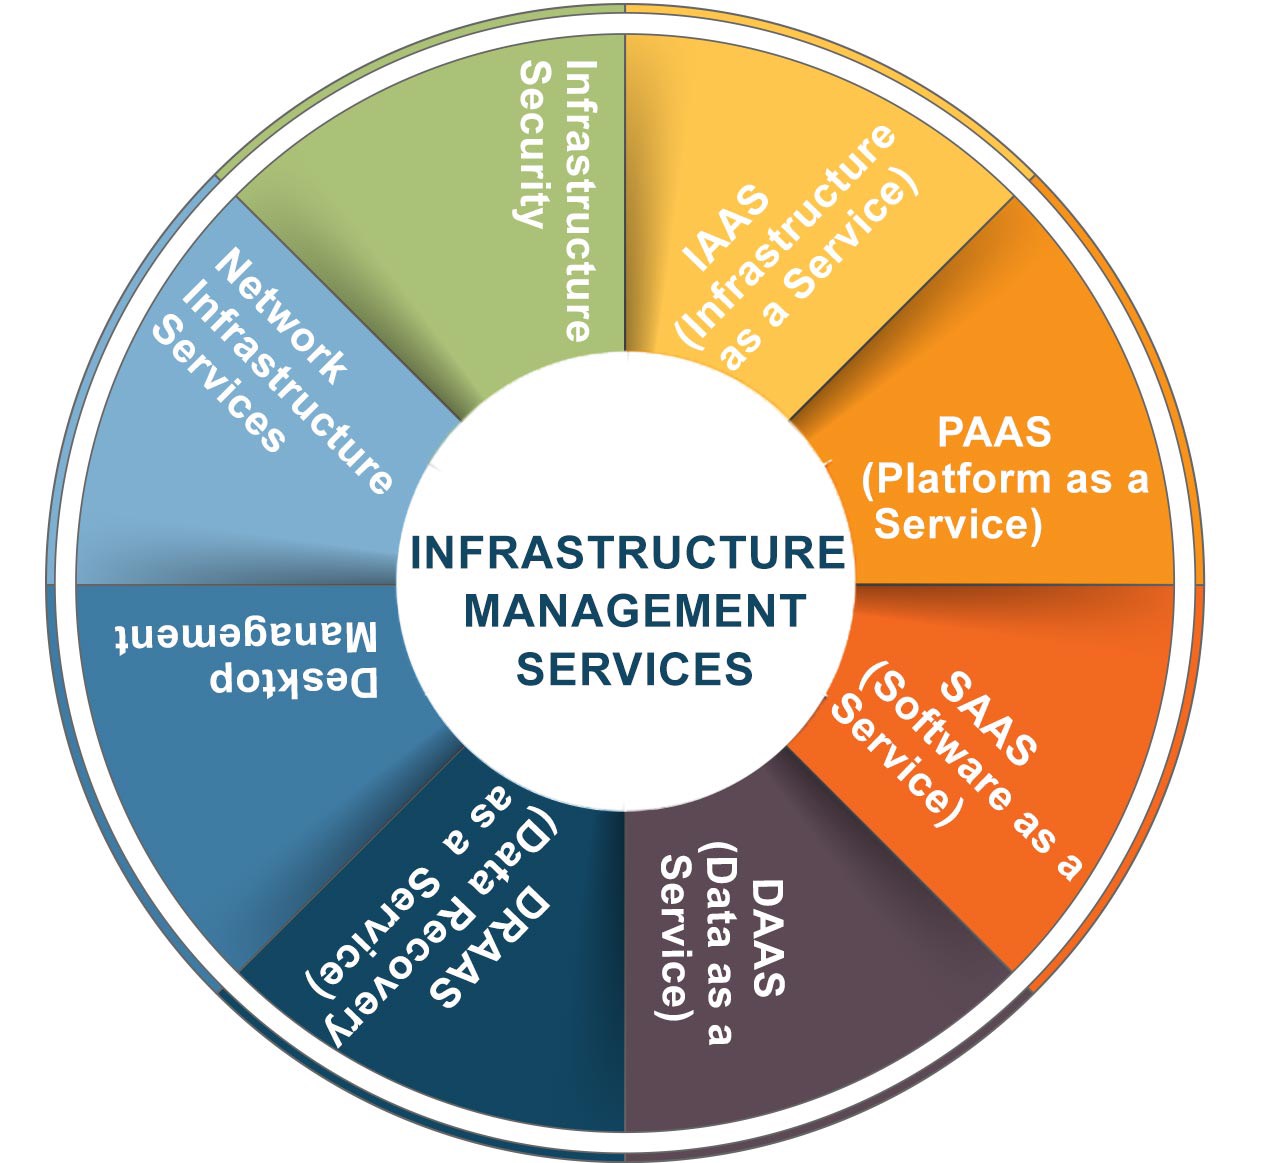 INFRASTRUCTURE
MANAGEMENT
SERVICES
IAAS
(Infrastructure
as a Service)
PAAS
(Platform as a
Service)
SAAS
(Software as a
Service)
DAAS
(Data as a
Service)
DRAAS
(Data Recovery
as a Service)
Desktop
Management
Network
Infrastructure
Services
Infrastructure
Security